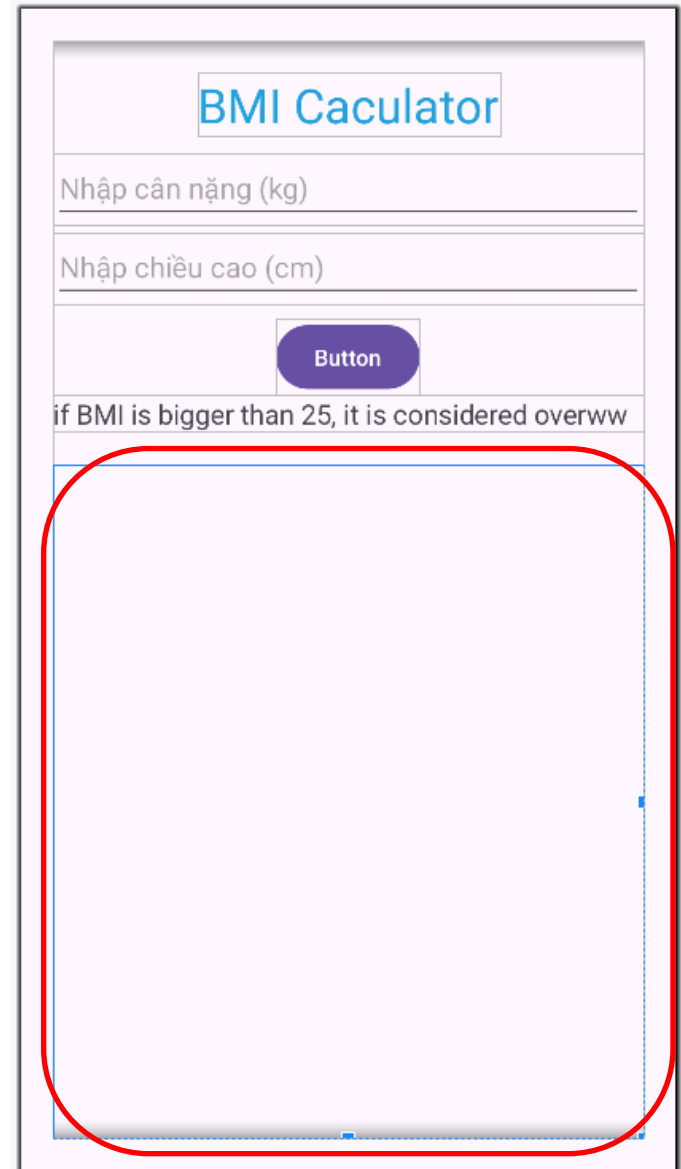 BMI Caculator
Nhập cân nặng (kg)
Nhập chiều cao (cm)
Button
if BMI is bigger than 25, it is considered overww